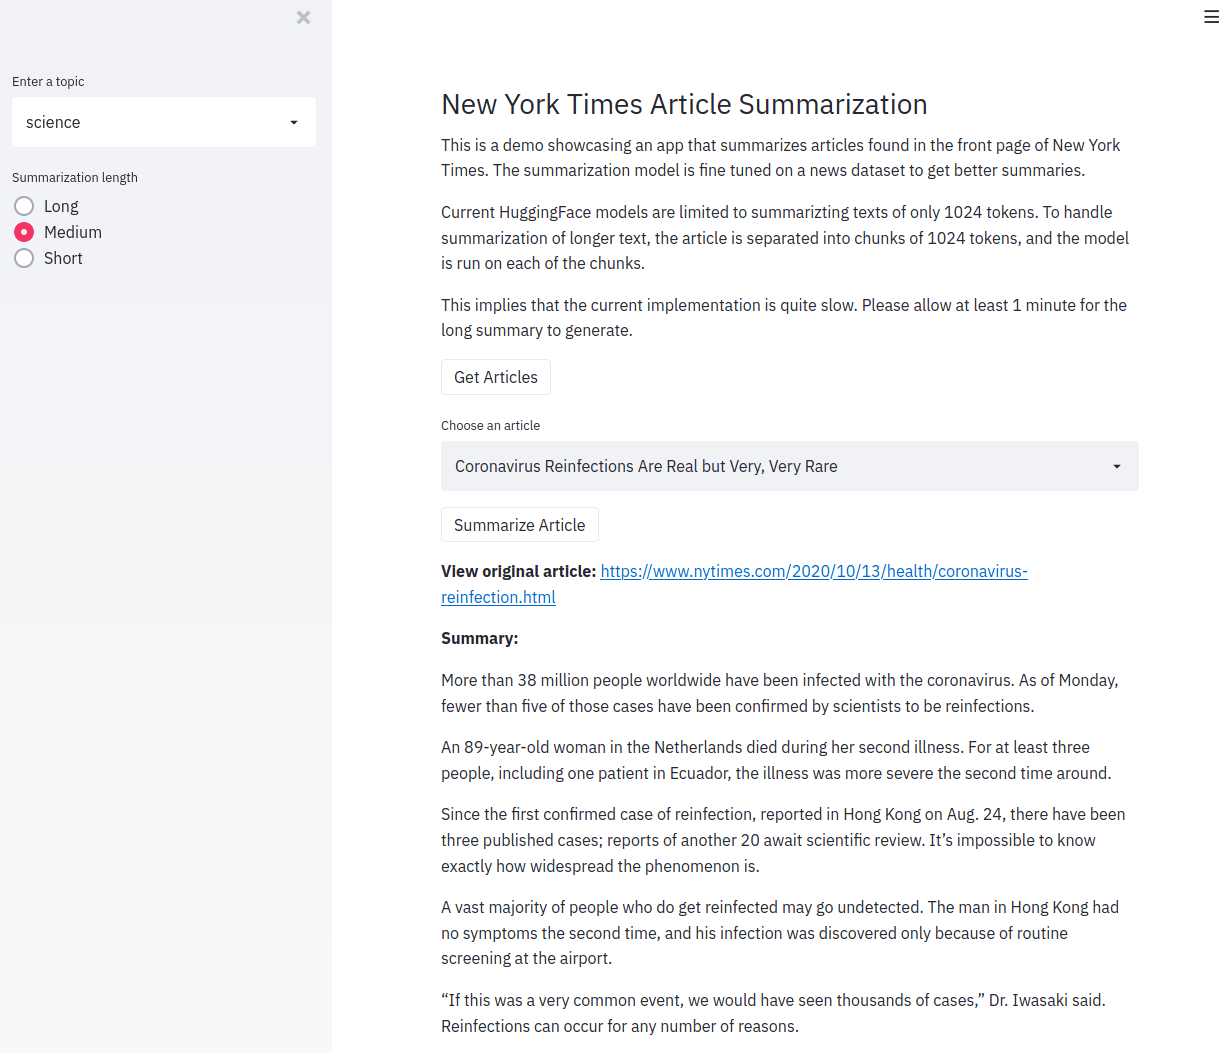 Enter a topic
science
Summarization length
Long
Medium
Short
New York Times Article Summarization
This is a demo showcasing an app that summarizes articles found in the front page of New York
Times. The summarization model is fine tuned on a news dataset to get better summaries.
Current HuggingFace models are limited to summarizting texts of only 1024 tokens. To handle
summarization of longer text, the article is separated into chunks of 1024 tokens, and the model
is run on each of the chunks.
This implies that the current implementation is quite slow. Please allow at least 1 minute for the
long summary to generate.
Get Articles
Choose an article
Coronavirus Reinfections Are Real but Very, Very Rare
Summarize Article
View original article: https://www.nytimes.com/2020/10/13/health/coronavirus-
reinfection.html
Summary:
More than 38 million people worldwide have been infected with the coronavirus. As of Monday,
fewer than five of those cases have been confirmed by scientists to be reinfections.
An 89-year-old woman in the Netherlands died during her second illness. For at least three
people, including one patient in Ecuador, the illness was more severe the second time around.
Since the first confirmed case of reinfection, reported in Hong Kong on Aug. 24, there have been
three published cases; reports of another 20 await scientific review. It’s impossible to know
exactly how widespread the phenomenon is.
A vast majority of people who do get reinfected may go undetected. The man in Hong Kong had
no symptoms the second time, and his infection was discovered only because of routine
screening at the airport.
“If this was a very common event, we would have seen thousands of cases,” Dr. Iwasaki said.
Reinfections can occur for any number of reasons.